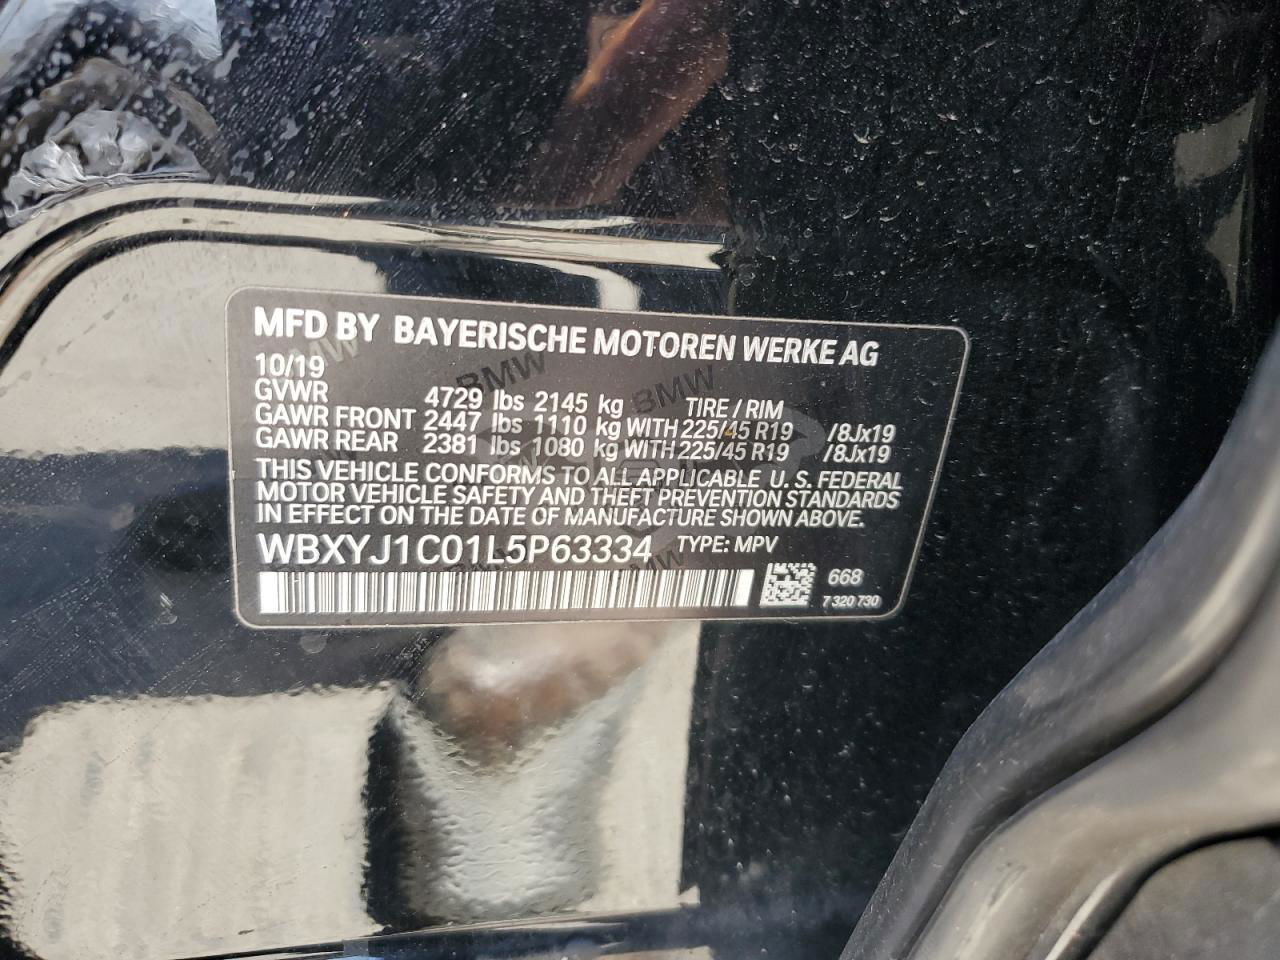 MFD BY BAYERISCHE MOTOREN WERKE AG
10/19
GVWR 4729 lbs 2145 kg TIRE / RIM
GAWR FRONT 2447 lbs 1110 kg WITH 225/45 R19 /8Jx19
GAWR REAR 2381 lbs 1080 kg WITH 225/45 R19 /8Jx19
THIS VEHICLE CONFORMS TO ALL APPLICABLE U. S. FEDERAL
MOTOR VEHICLE SAFETY AND THEFT PREVENTION STANDARDS
IN EFFECT ON THE DATE OF MANUFACTURE SHOWN ABOVE.
WBXYJ1C01L5P63334 TYPE: MPV
668
7 320 730